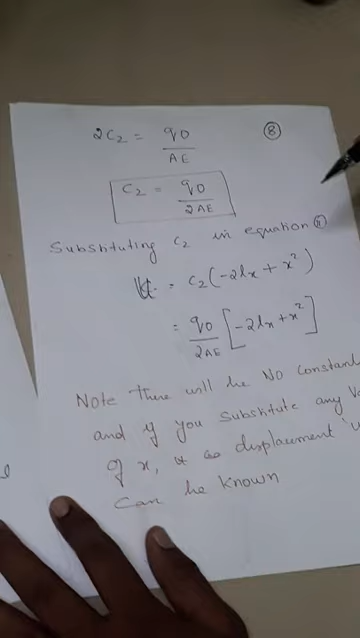 2C₂ = q₀ / AE
⑧
C₂ = q₀ / 2AE
Substituting C₂ in equation
U = C₂(-2lx + x²)
= q₀ / 2AE [-2lx + x²]
Note There will be No constant
and if you substitute any V
of x, displacement 'u
Can be known